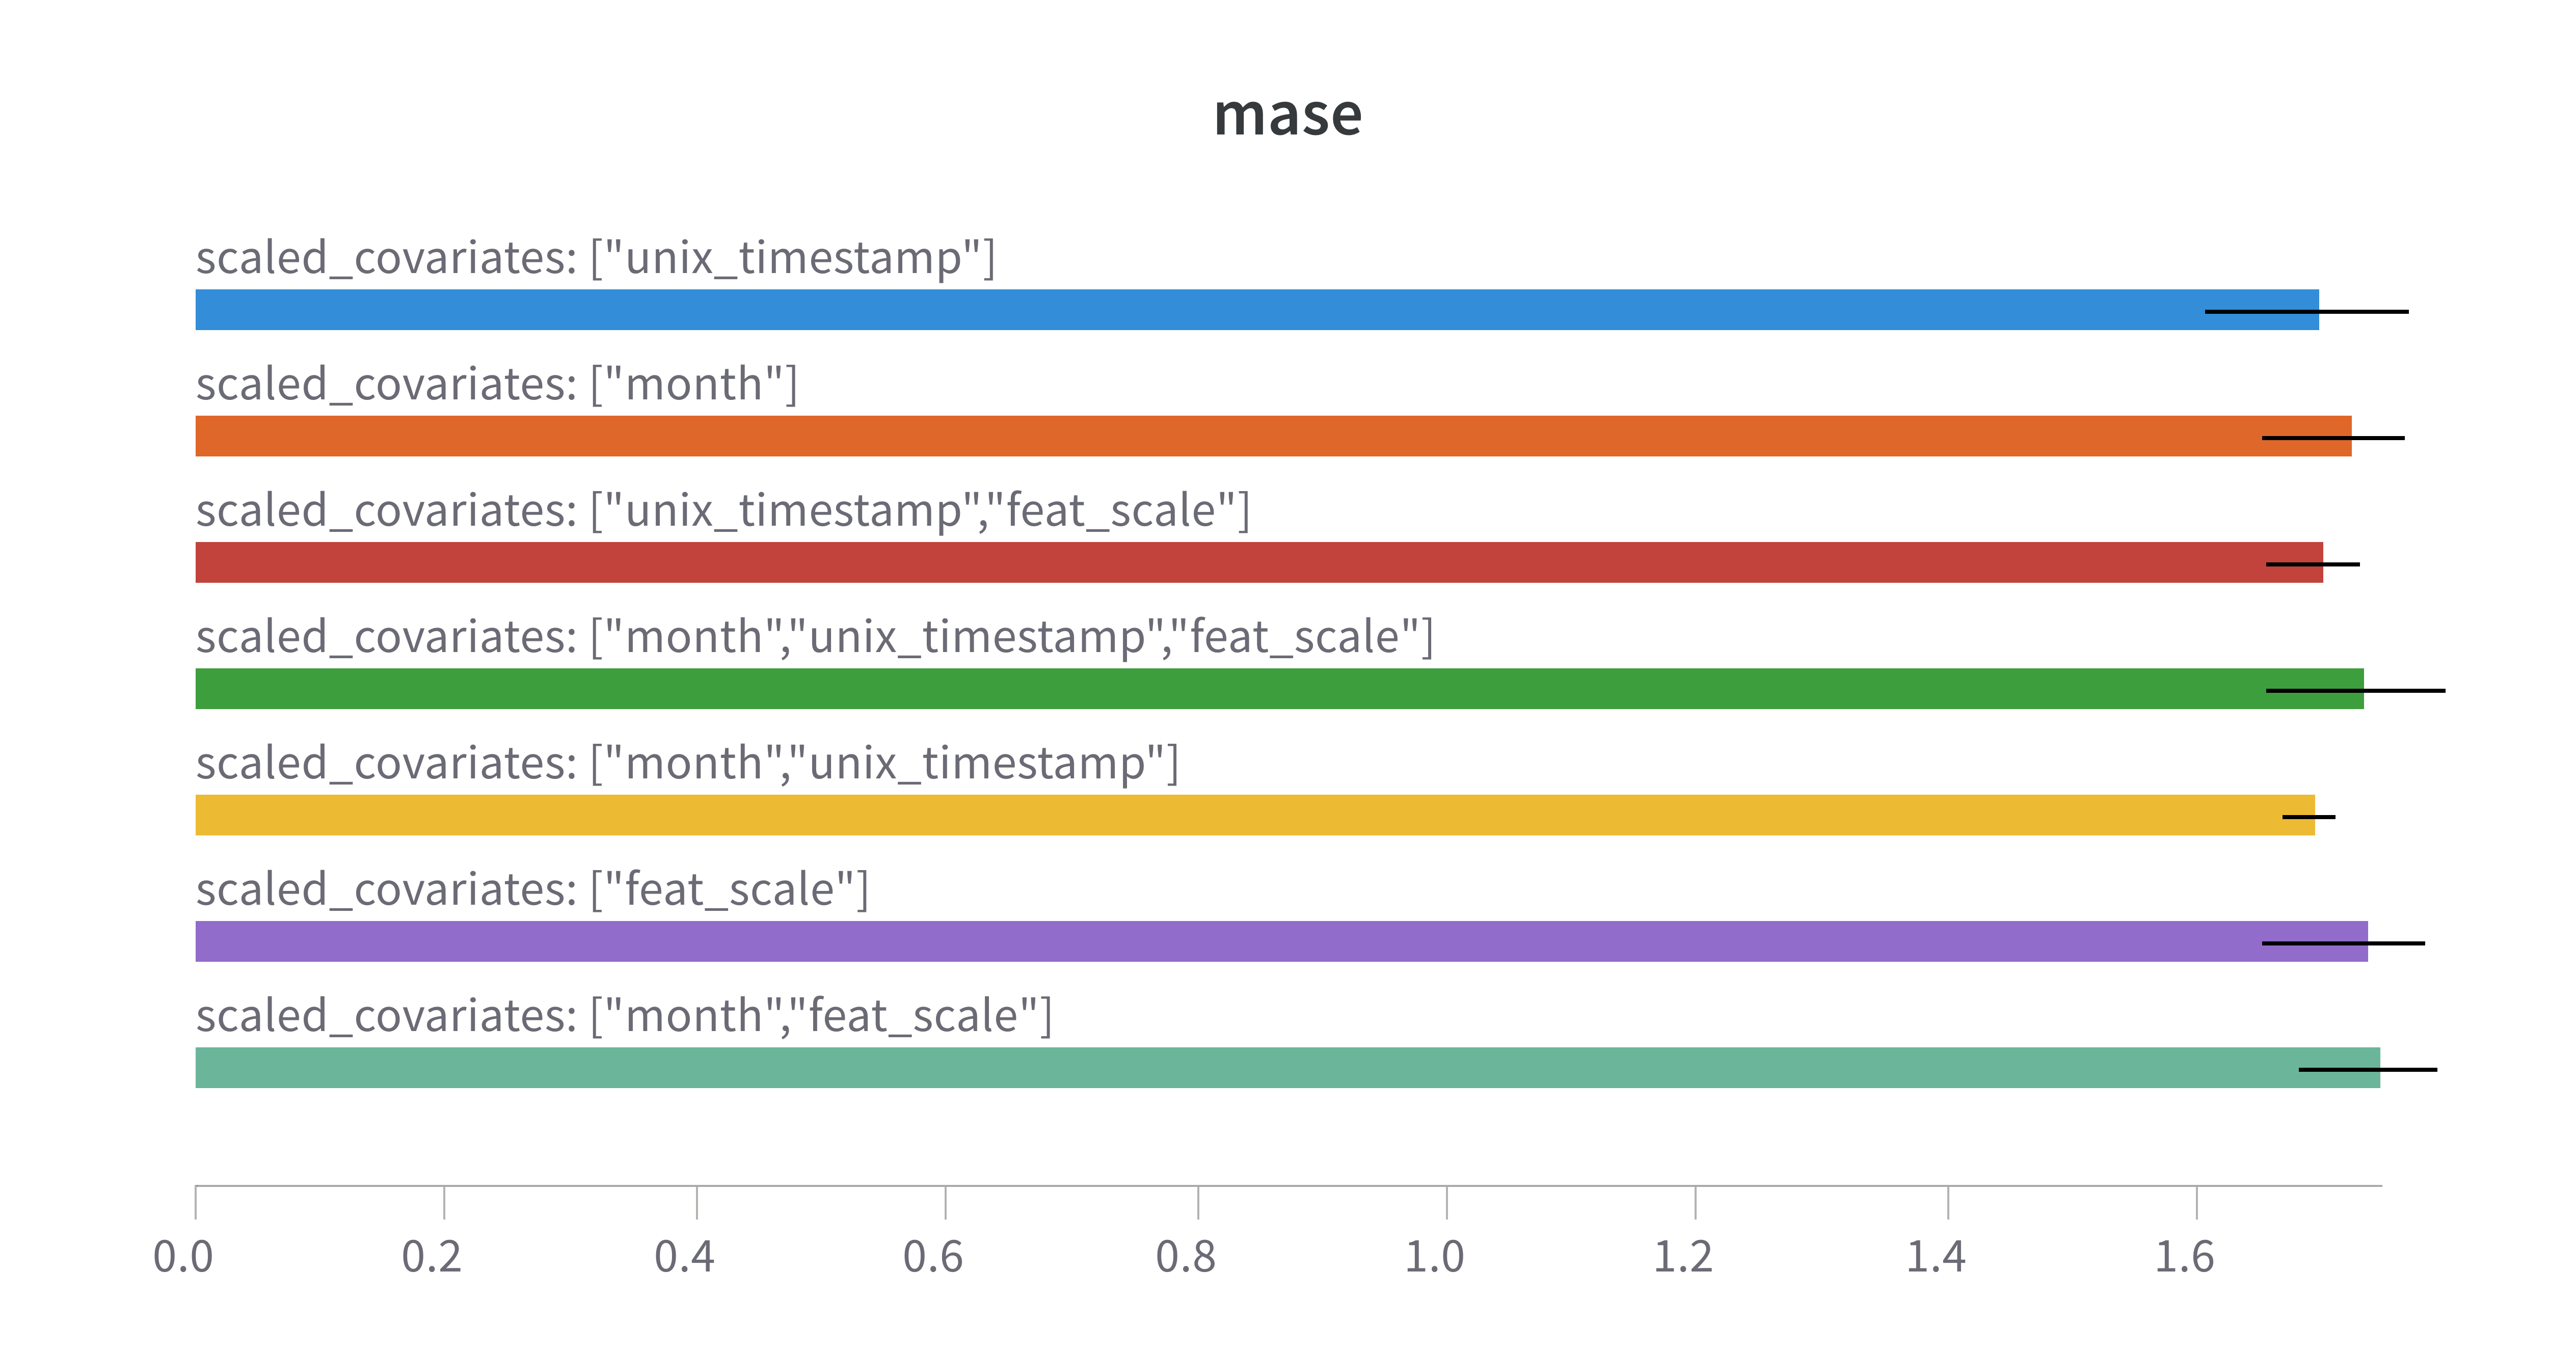 mase
scaled_covariates: ["unix_timestamp"]
scaled_covariates: ["month"]
scaled_covariates: ["unix_timestamp","feat_scale"]
scaled_covariates: ["month","unix_timestamp","feat_scale"]
scaled_covariates: ["month","unix_timestamp"]
scaled_covariates: ["feat_scale"]
scaled_covariates: ["month","feat_scale"]
0.0 0.2 0.4 0.6 0.8 1.0 1.2 1.4 1.6